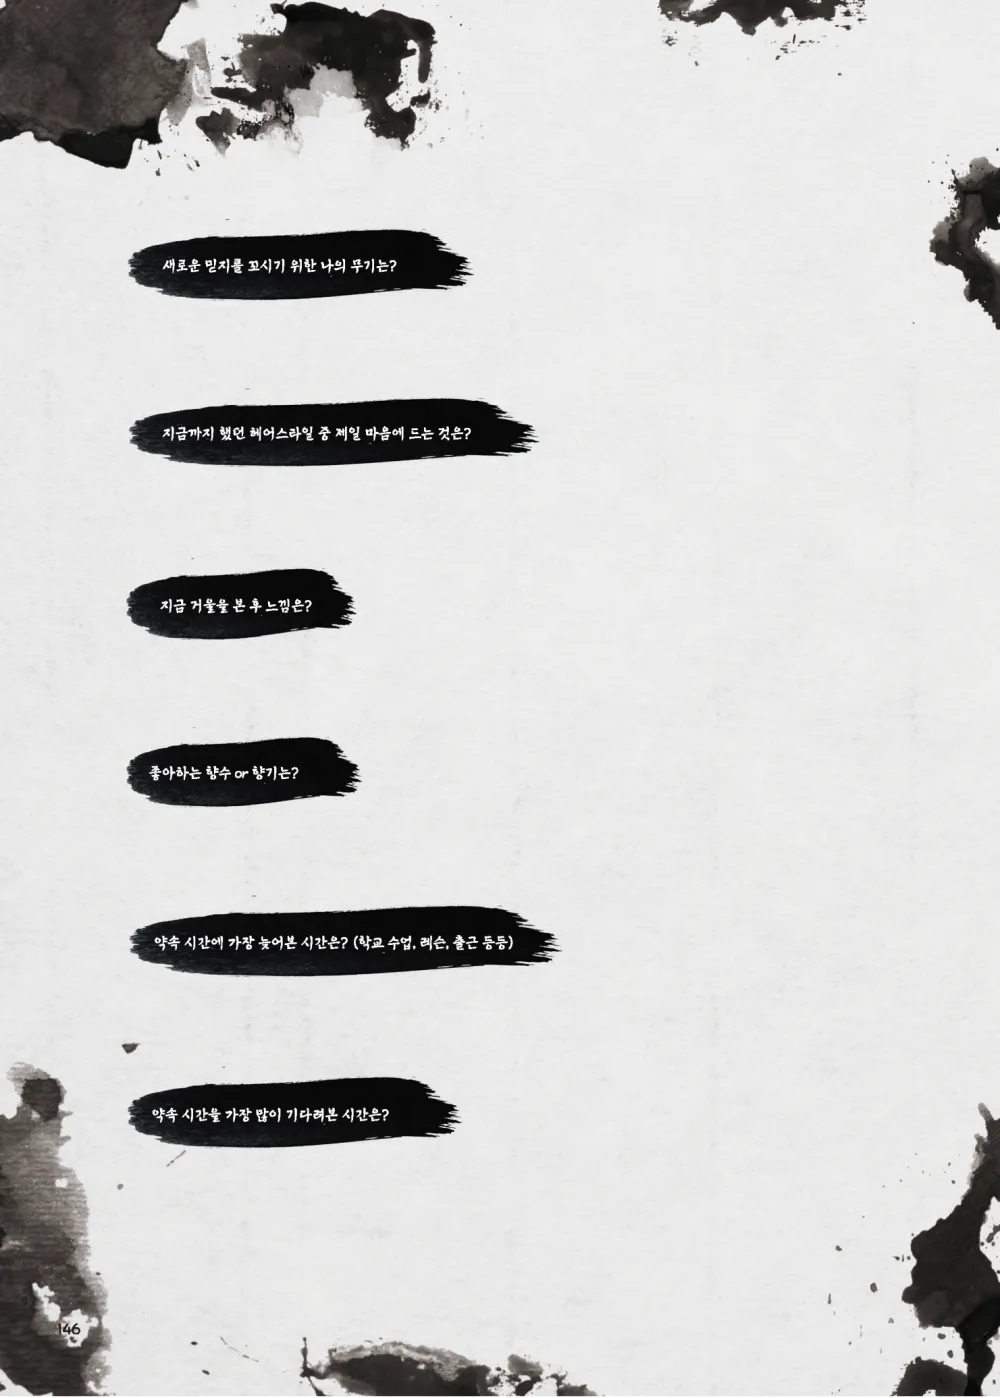 새로운 믿지를 꼬시기 위한 나의 무기는?
지금까지 했던 헤어스타일 중 제일 마음에 드는 것은?
지금 거울을 본 후 느낌은?
좋아하는 향수 or 향기는?
약속 시간에 가장 늦어본 시간은? (학교 수업, 레슨, 출근 등등)
약속 시간을 가장 많이 기다려본 시간은?
146